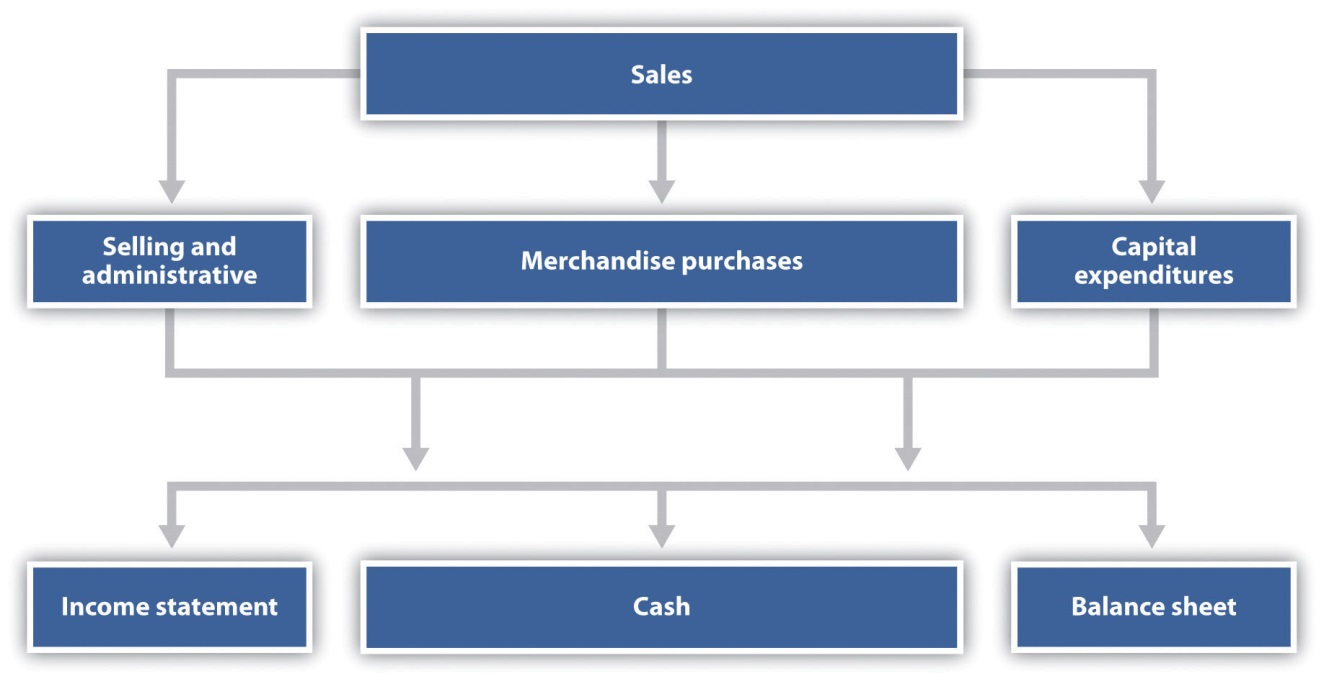 Sales
Selling and
administrative
Merchandise purchases
Capital
expenditures
Income statement
Cash
Balance sheet